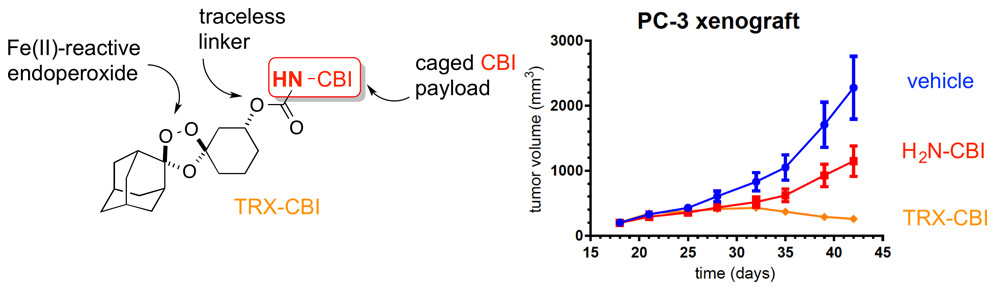 traceless
linker
Fe(II)-reactive
endoperoxide
HN-CBI
caged CBI
payload
O
O
O
O
O
TRX-CBI
PC-3 xenograft
tumor volume (mm³)
3000
2000
1000
0
15 20 25 30 35 40 45
time (days)
vehicle
H₂N-CBI
TRX-CBI